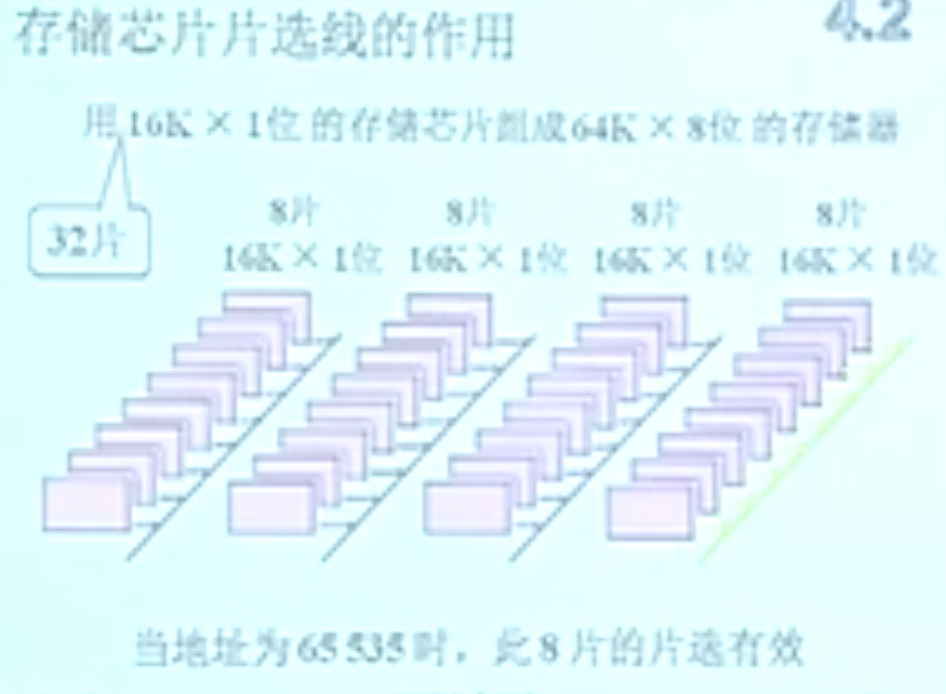 存储芯片片选线的作用 4.2
用 16K × 1位 的存储芯片组成 64K × 8位 的存储器
32片
8片 8片 8片 8片
16K × 1位 16K × 1位 16K × 1位 16K × 1位
当地址为 65 535 时，此 8 片的片选有效